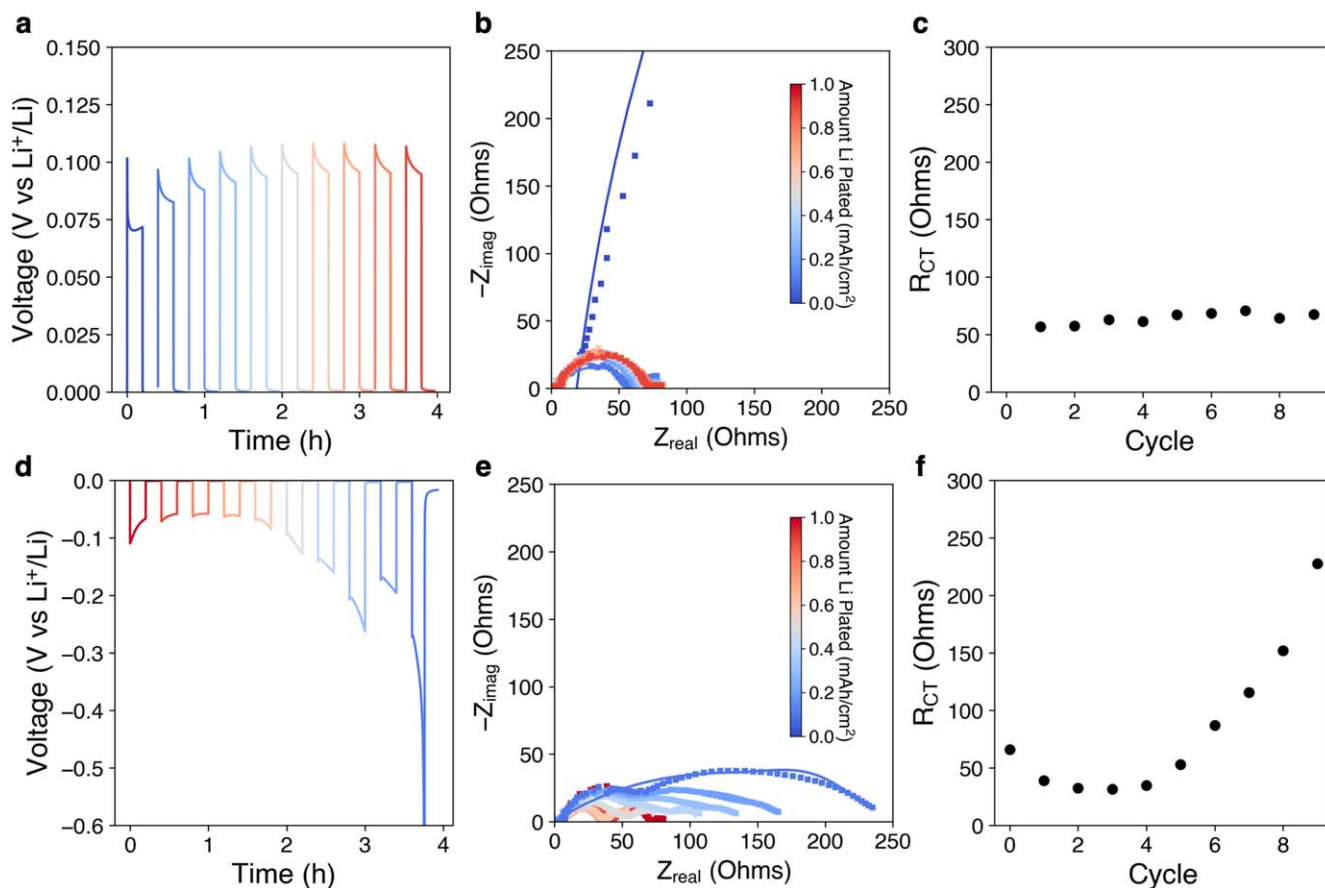 a
0.150
0.125
0.100
0.075
0.050
0.025
0.000
Voltage (V vs Li⁺/Li)
0 1 2 3 4
Time (h)
b
250
200
150
100
50
0
−Z_imag (Ohms)
0 50 100 150 200 250
Z_real (Ohms)
1.0
0.8
0.6
0.4
0.2
0.0
Amount Li Plated (mAh/cm²)
c
300
250
200
150
100
50
0
R_CT (Ohms)
0 2 4 6 8
Cycle
d
0.0
−0.1
−0.2
−0.3
−0.4
−0.5
−0.6
Voltage (V vs Li⁺/Li)
0 1 2 3 4
Time (h)
e
250
200
150
100
50
0
−Z_imag (Ohms)
0 50 100 150 200 250
Z_real (Ohms)
1.0
0.8
0.6
0.4
0.2
0.0
Amount Li Plated (mAh/cm²)
f
300
250
200
150
100
50
0
R_CT (Ohms)
0 2 4 6 8
Cycle